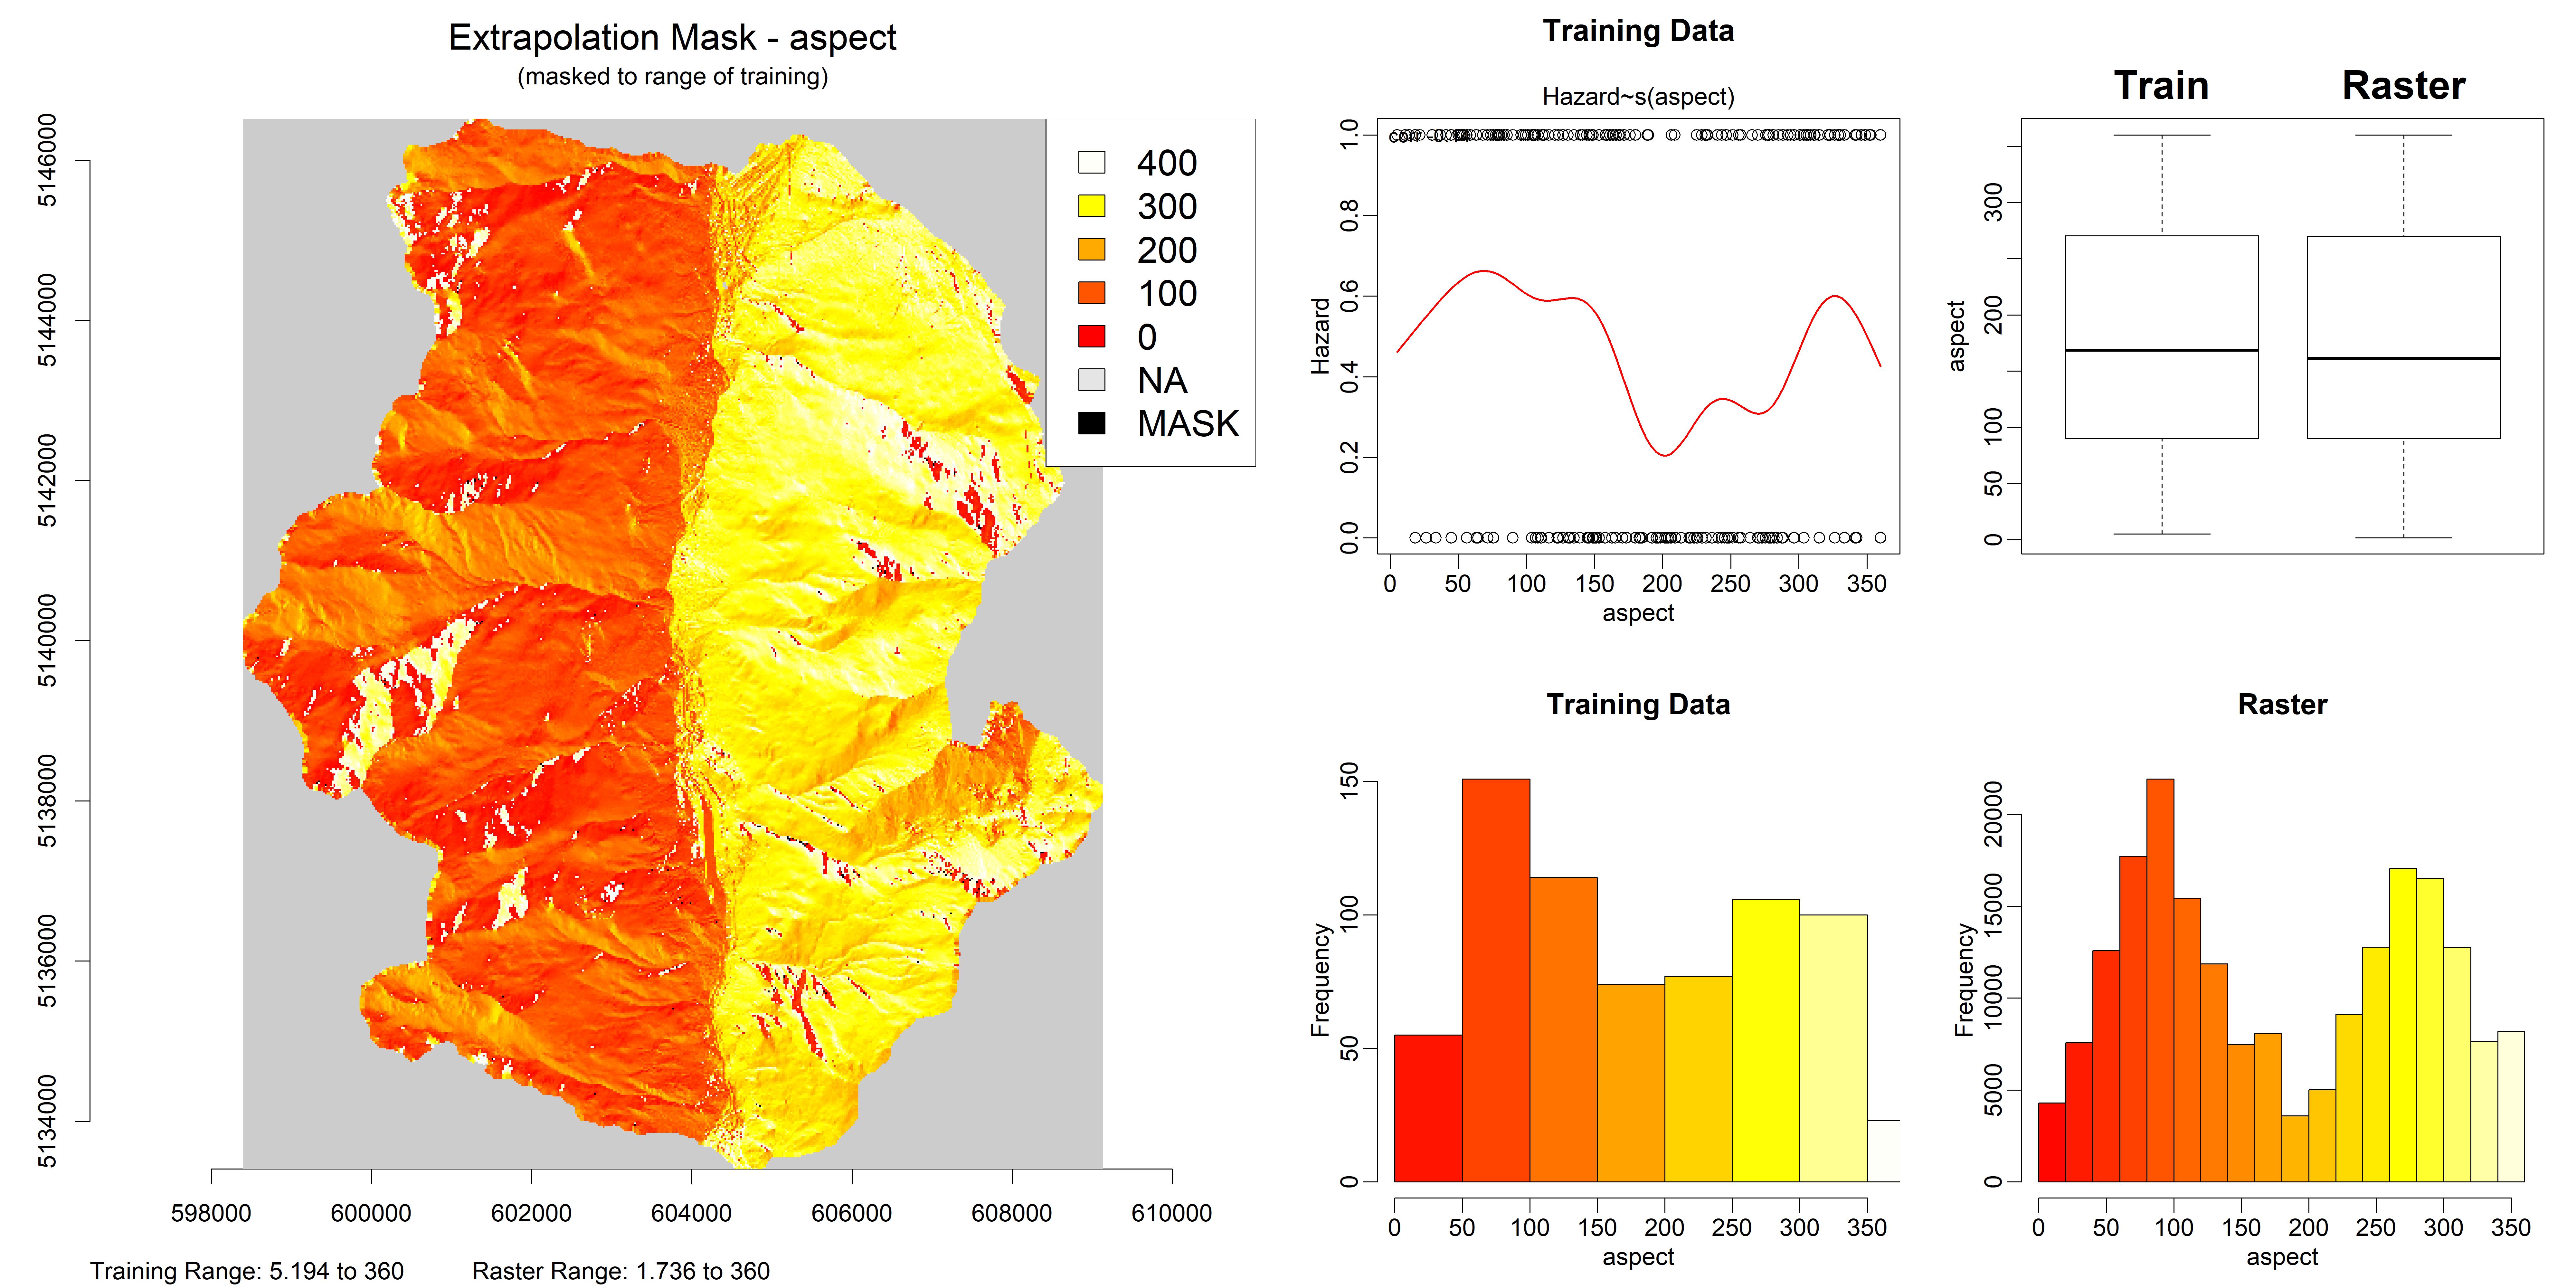 Extrapolation Mask - aspect
(masked to range of training)
5146000
5144000
5142000
5140000
5138000
5136000
5134000
598000 600000 602000 604000 606000 608000 610000
400
300
200
100
0
NA
MASK
Training Range: 5.194 to 360 Raster Range: 1.736 to 360
Training Data
Hazard~s(aspect)
Hazard
1.0
0.8
0.6
0.4
0.2
0.0
0 50 100 150 200 250 300 350
aspect
Train Raster
aspect
300
200
100
50
0
Training Data
Frequency
150
100
50
0
0 50 100 150 200 250 300 350
aspect
Raster
Frequency
20000
15000
10000
5000
0
0 50 100 150 200 250 300 350
aspect